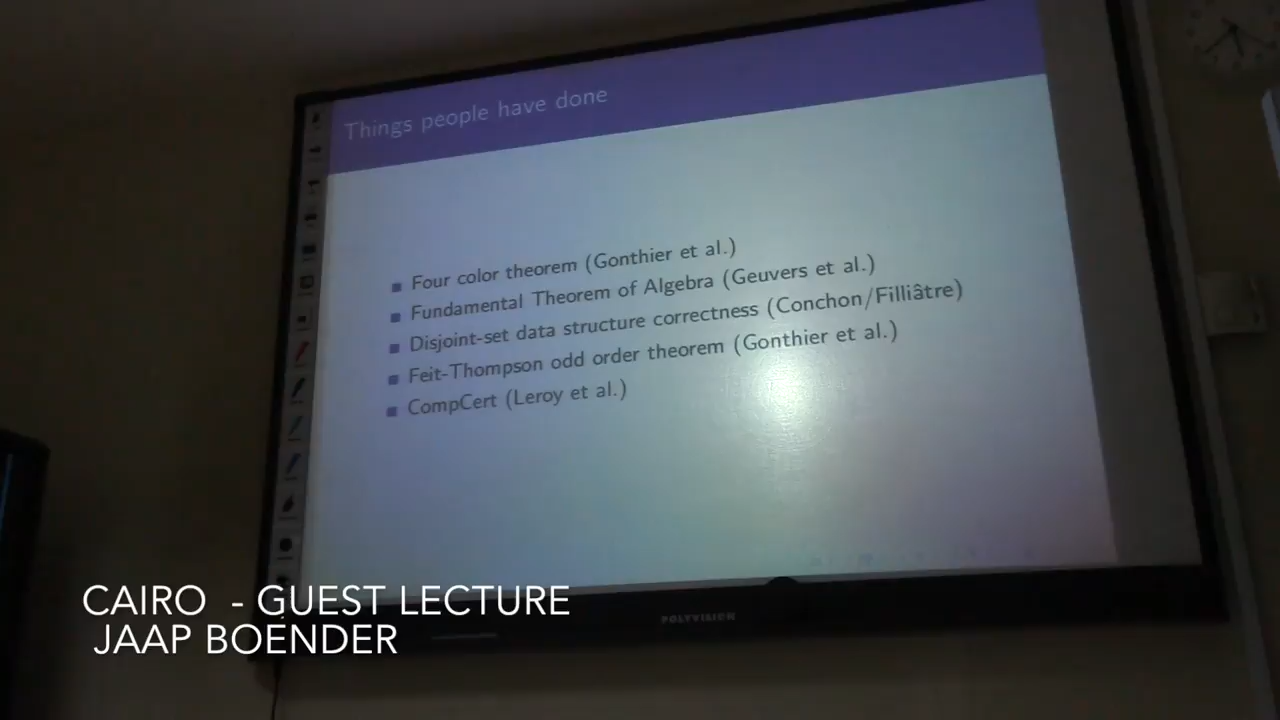 Things people have done
Four color theorem (Gonthier et al.)
Fundamental Theorem of Algebra (Geuvers et al.)
Disjoint-set data structure correctness (Conchon/Filliâtre)
Feit-Thompson odd order theorem (Gonthier et al.)
CompCert (Leroy et al.)
POLYVISION
CAIRO - GUEST LECTURE
JAAP BOENDER